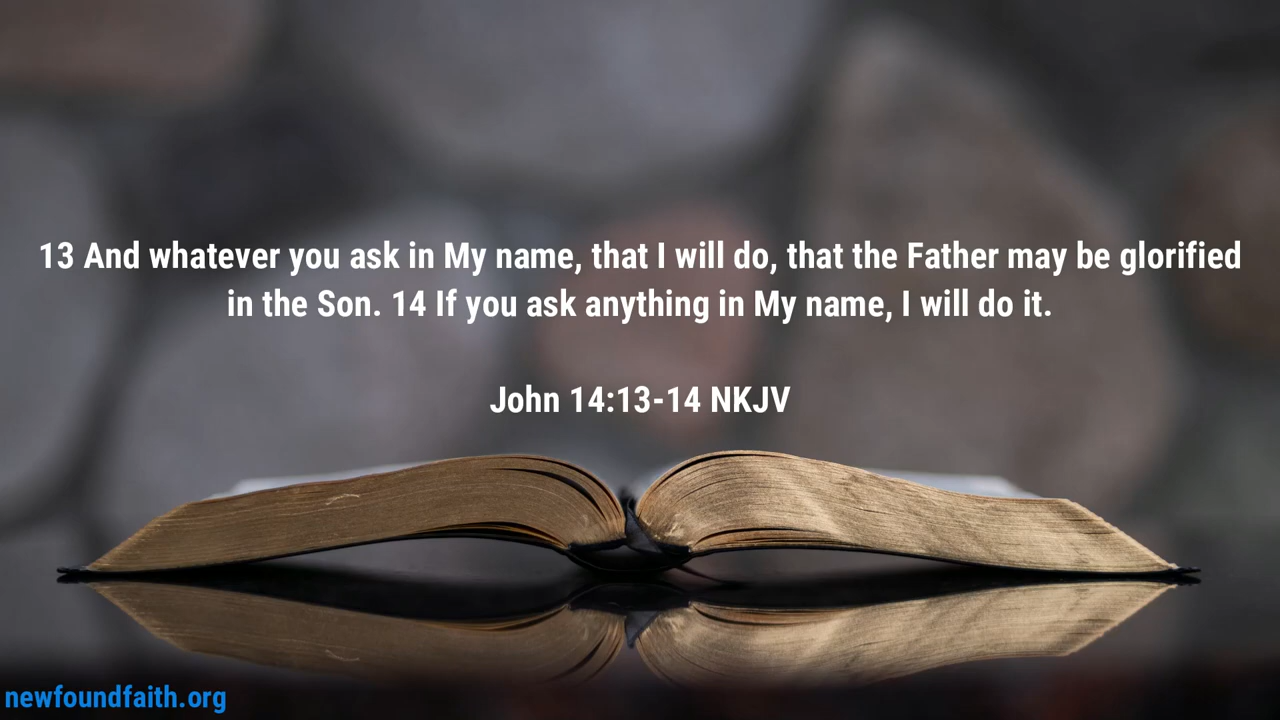 13 And whatever you ask in My name, that I will do, that the Father may be glorified
in the Son. 14 If you ask anything in My name, I will do it.
John 14:13-14 NKJV
newfoundfaith.org